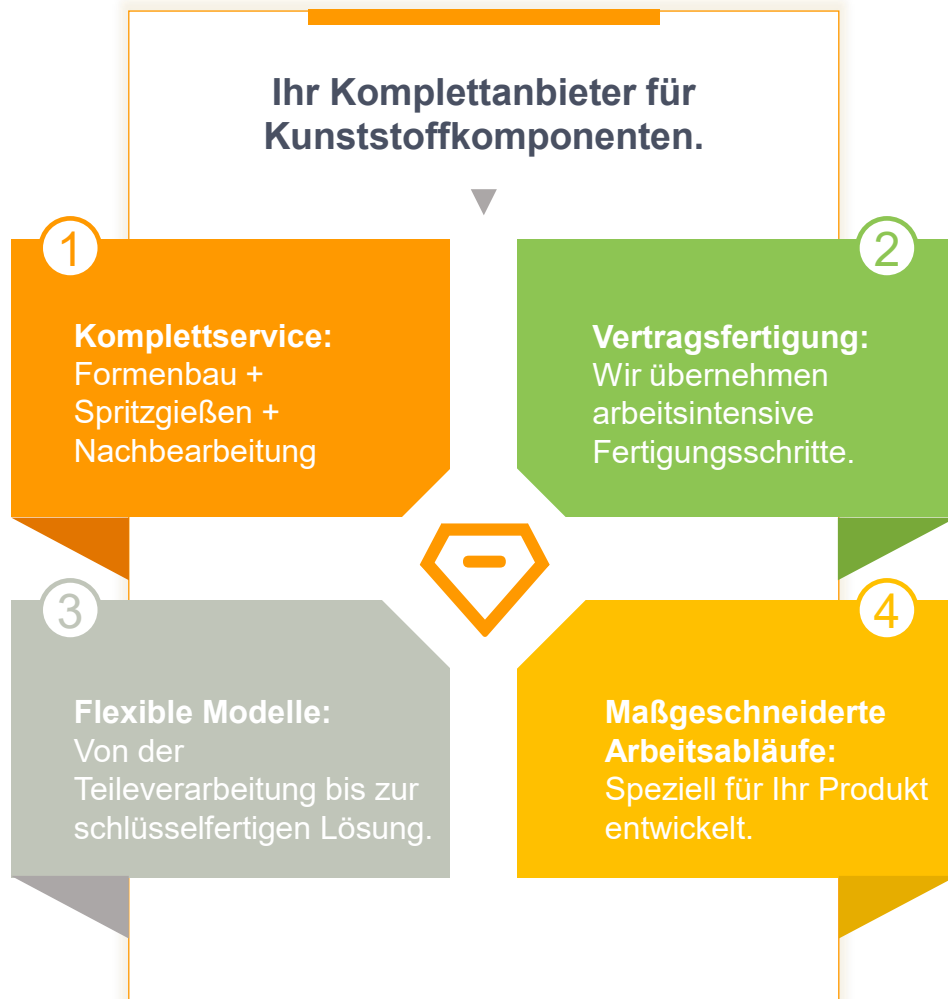 Ihr Komplettanbieter für
Kunststoffkomponenten.
1
Komplettservice:
Formenbau +
Spritzgießen +
Nachbearbeitung
2
Vertragsfertigung:
Wir übernehmen
arbeitsintensive
Fertigungsschritte.
3
Flexible Modelle:
Von der
Teileverarbeitung bis zur
schlüsselfertigen Lösung.
4
Maßgeschneiderte
Arbeitsabläufe:
Speziell für Ihr Produkt
entwickelt.